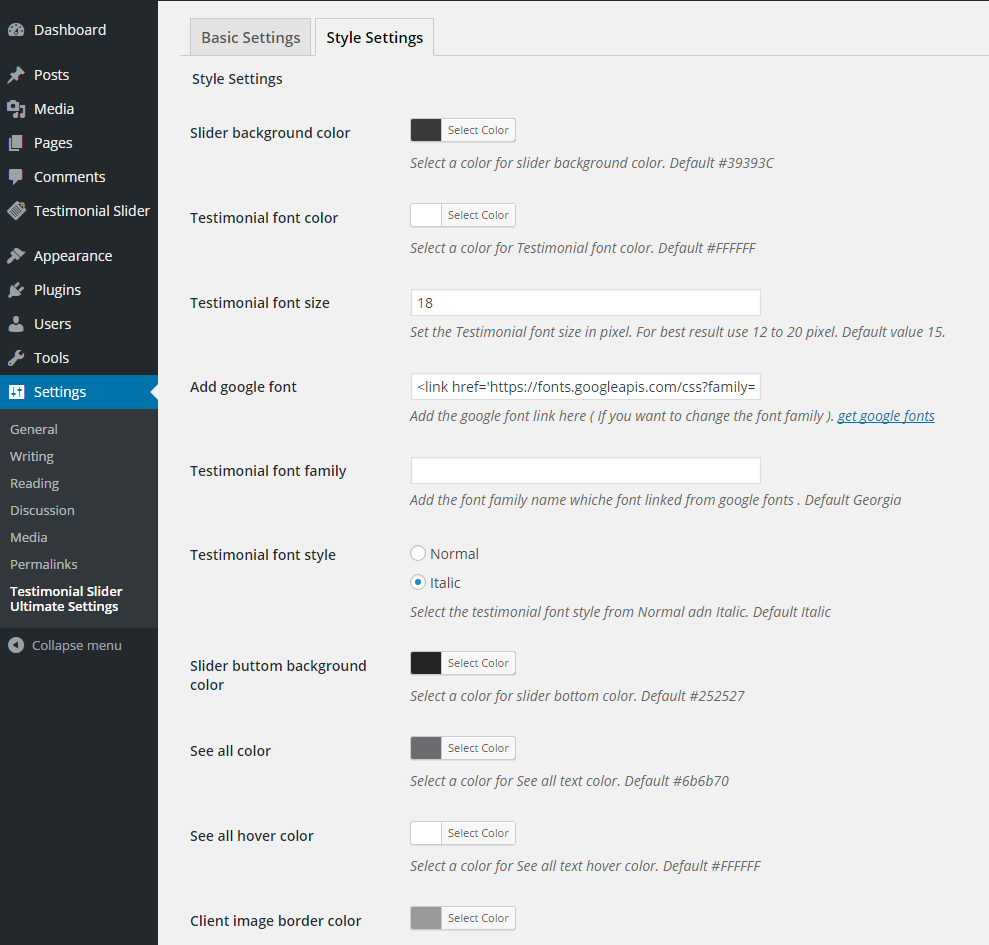 Dashboard
Posts
Media
Pages
Comments
Testimonial Slider
Appearance
Plugins
Users
Tools
Settings
General
Writing
Reading
Discussion
Media
Permalinks
Testimonial Slider
Ultimate Settings
Collapse menu
Basic Settings
Style Settings
Style Settings
Slider background color
Select Color
Select a color for slider background color. Default #39393C
Testimonial font color
Select Color
Select a color for Testimonial font color. Default #FFFFFF
Testimonial font size
18
Set the Testimonial font size in pixel. For best result use 12 to 20 pixel. Default value 15.
Add google font
<link href='https://fonts.googleapis.com/css?family=
Add the google font link here ( If you want to change the font family ). get google fonts
Testimonial font family
Add the font family name whiche font linked from google fonts . Default Georgia
Testimonial font style
Normal
Italic
Select the testimonial font style from Normal adn Italic. Default Italic
Slider buttom background
color
Select Color
Select a color for slider bottom color. Default #252527
See all color
Select Color
Select a color for See all text color. Default #6b6b70
See all hover color
Select Color
Select a color for See all text hover color. Default #FFFFFF
Client image border color
Select Color